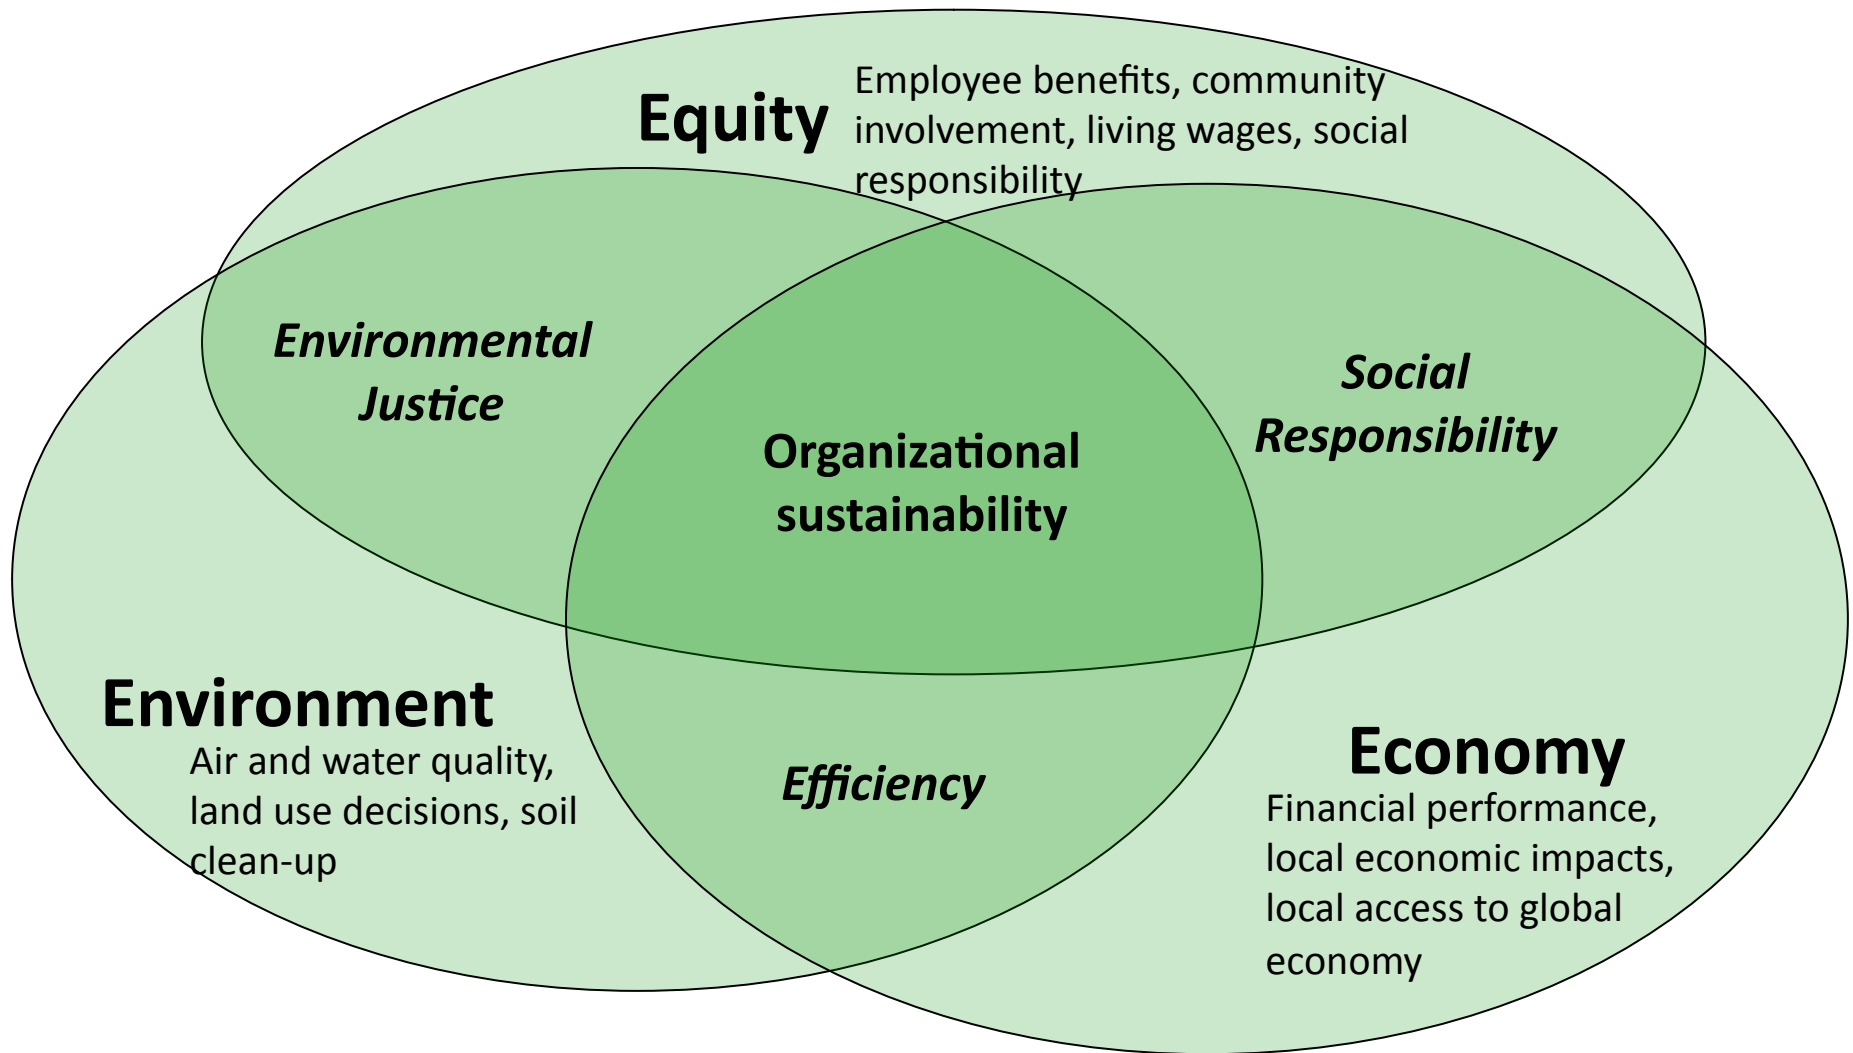 Equity
Employee benefits, community
involvement, living wages, social
responsibility
Environmental
Justice
Social
Responsibility
Organizational
sustainability
Environment
Air and water quality,
land use decisions, soil
clean-up
Efficiency
Economy
Financial performance,
local economic impacts,
local access to global
economy